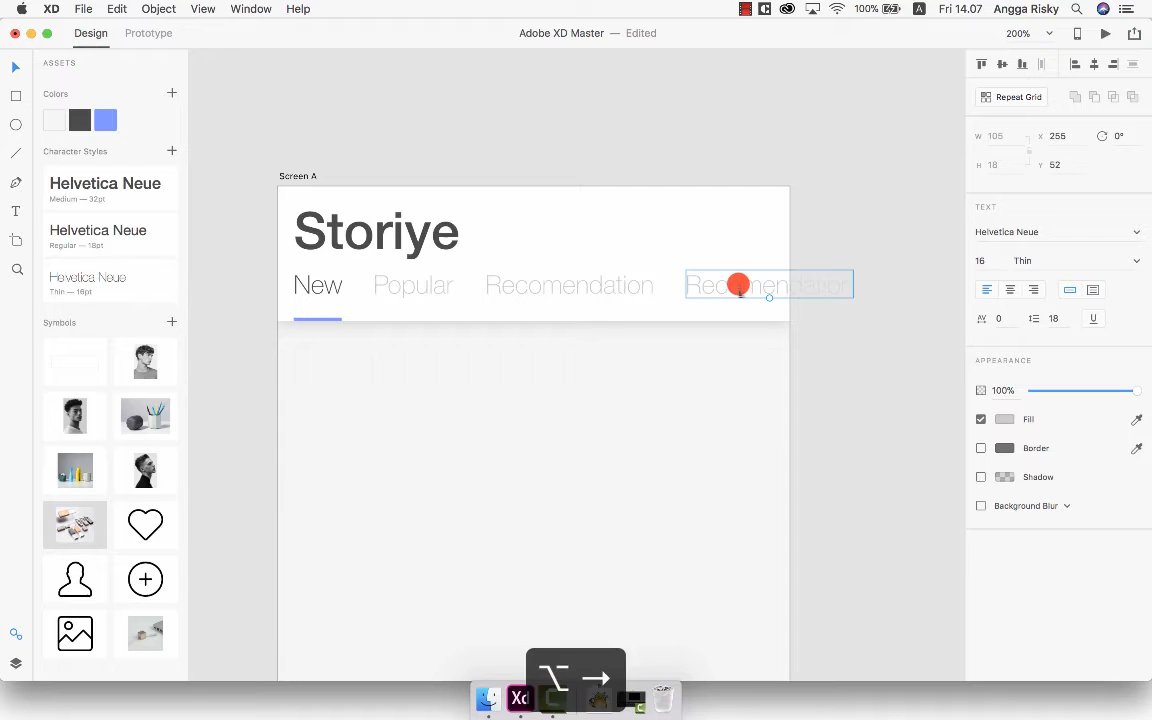 XD File Edit Object View Window Help
100% A Fri 14.07 Angga Risky
Design Prototype
Adobe XD Master — Edited
200%
ASSETS
Colors
Character Styles
Helvetica Neue
Medium — 32pt
Helvetica Neue
Regular — 18pt
Helvetica Neue
Thin — 16pt
Symbols
Screen A
Storiye
New Popular Recomendation
Repeat Grid
W 105 X 255 0°
H 18 Y 52
TEXT
Helvetica Neue
16 Thin
AV 0 18 U
APPEARANCE
100%
Fill
Border
Shadow
Background Blur
Xd